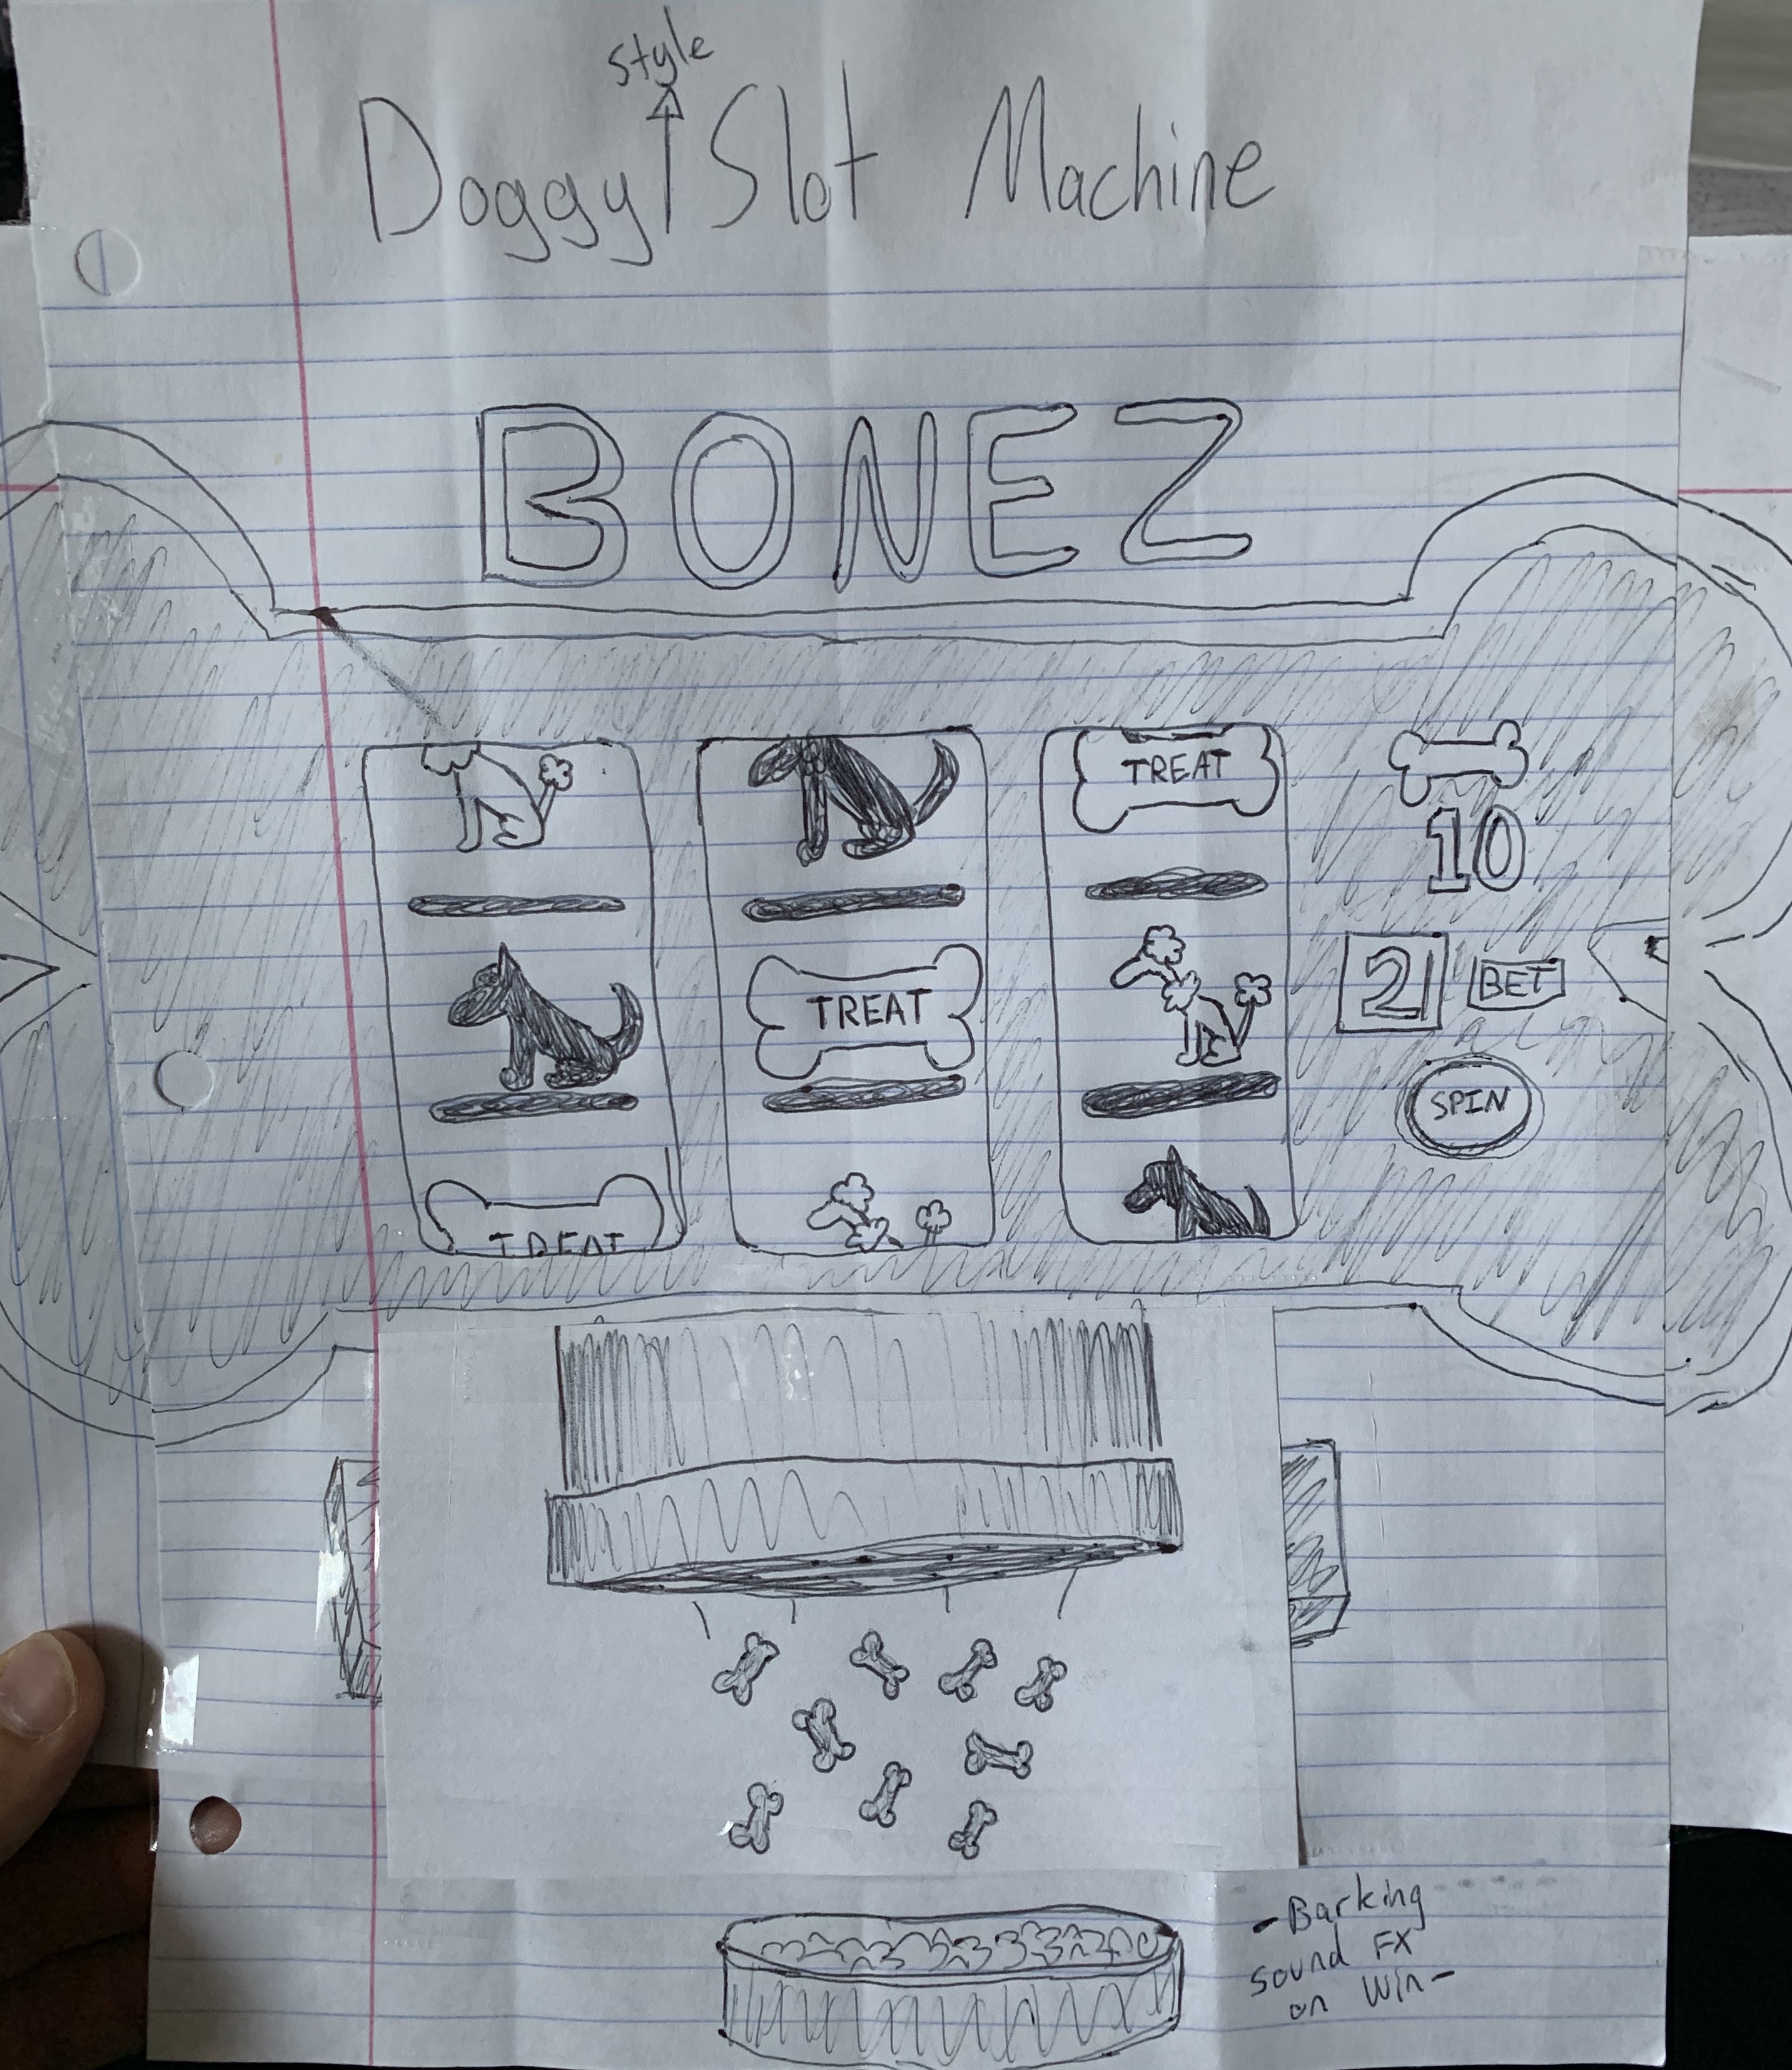 style
Doggy Slot Machine
BONEZ
TREAT
10
TREAT
2 BET
SPIN
TREAT
-Barking
sound FX
on Win-